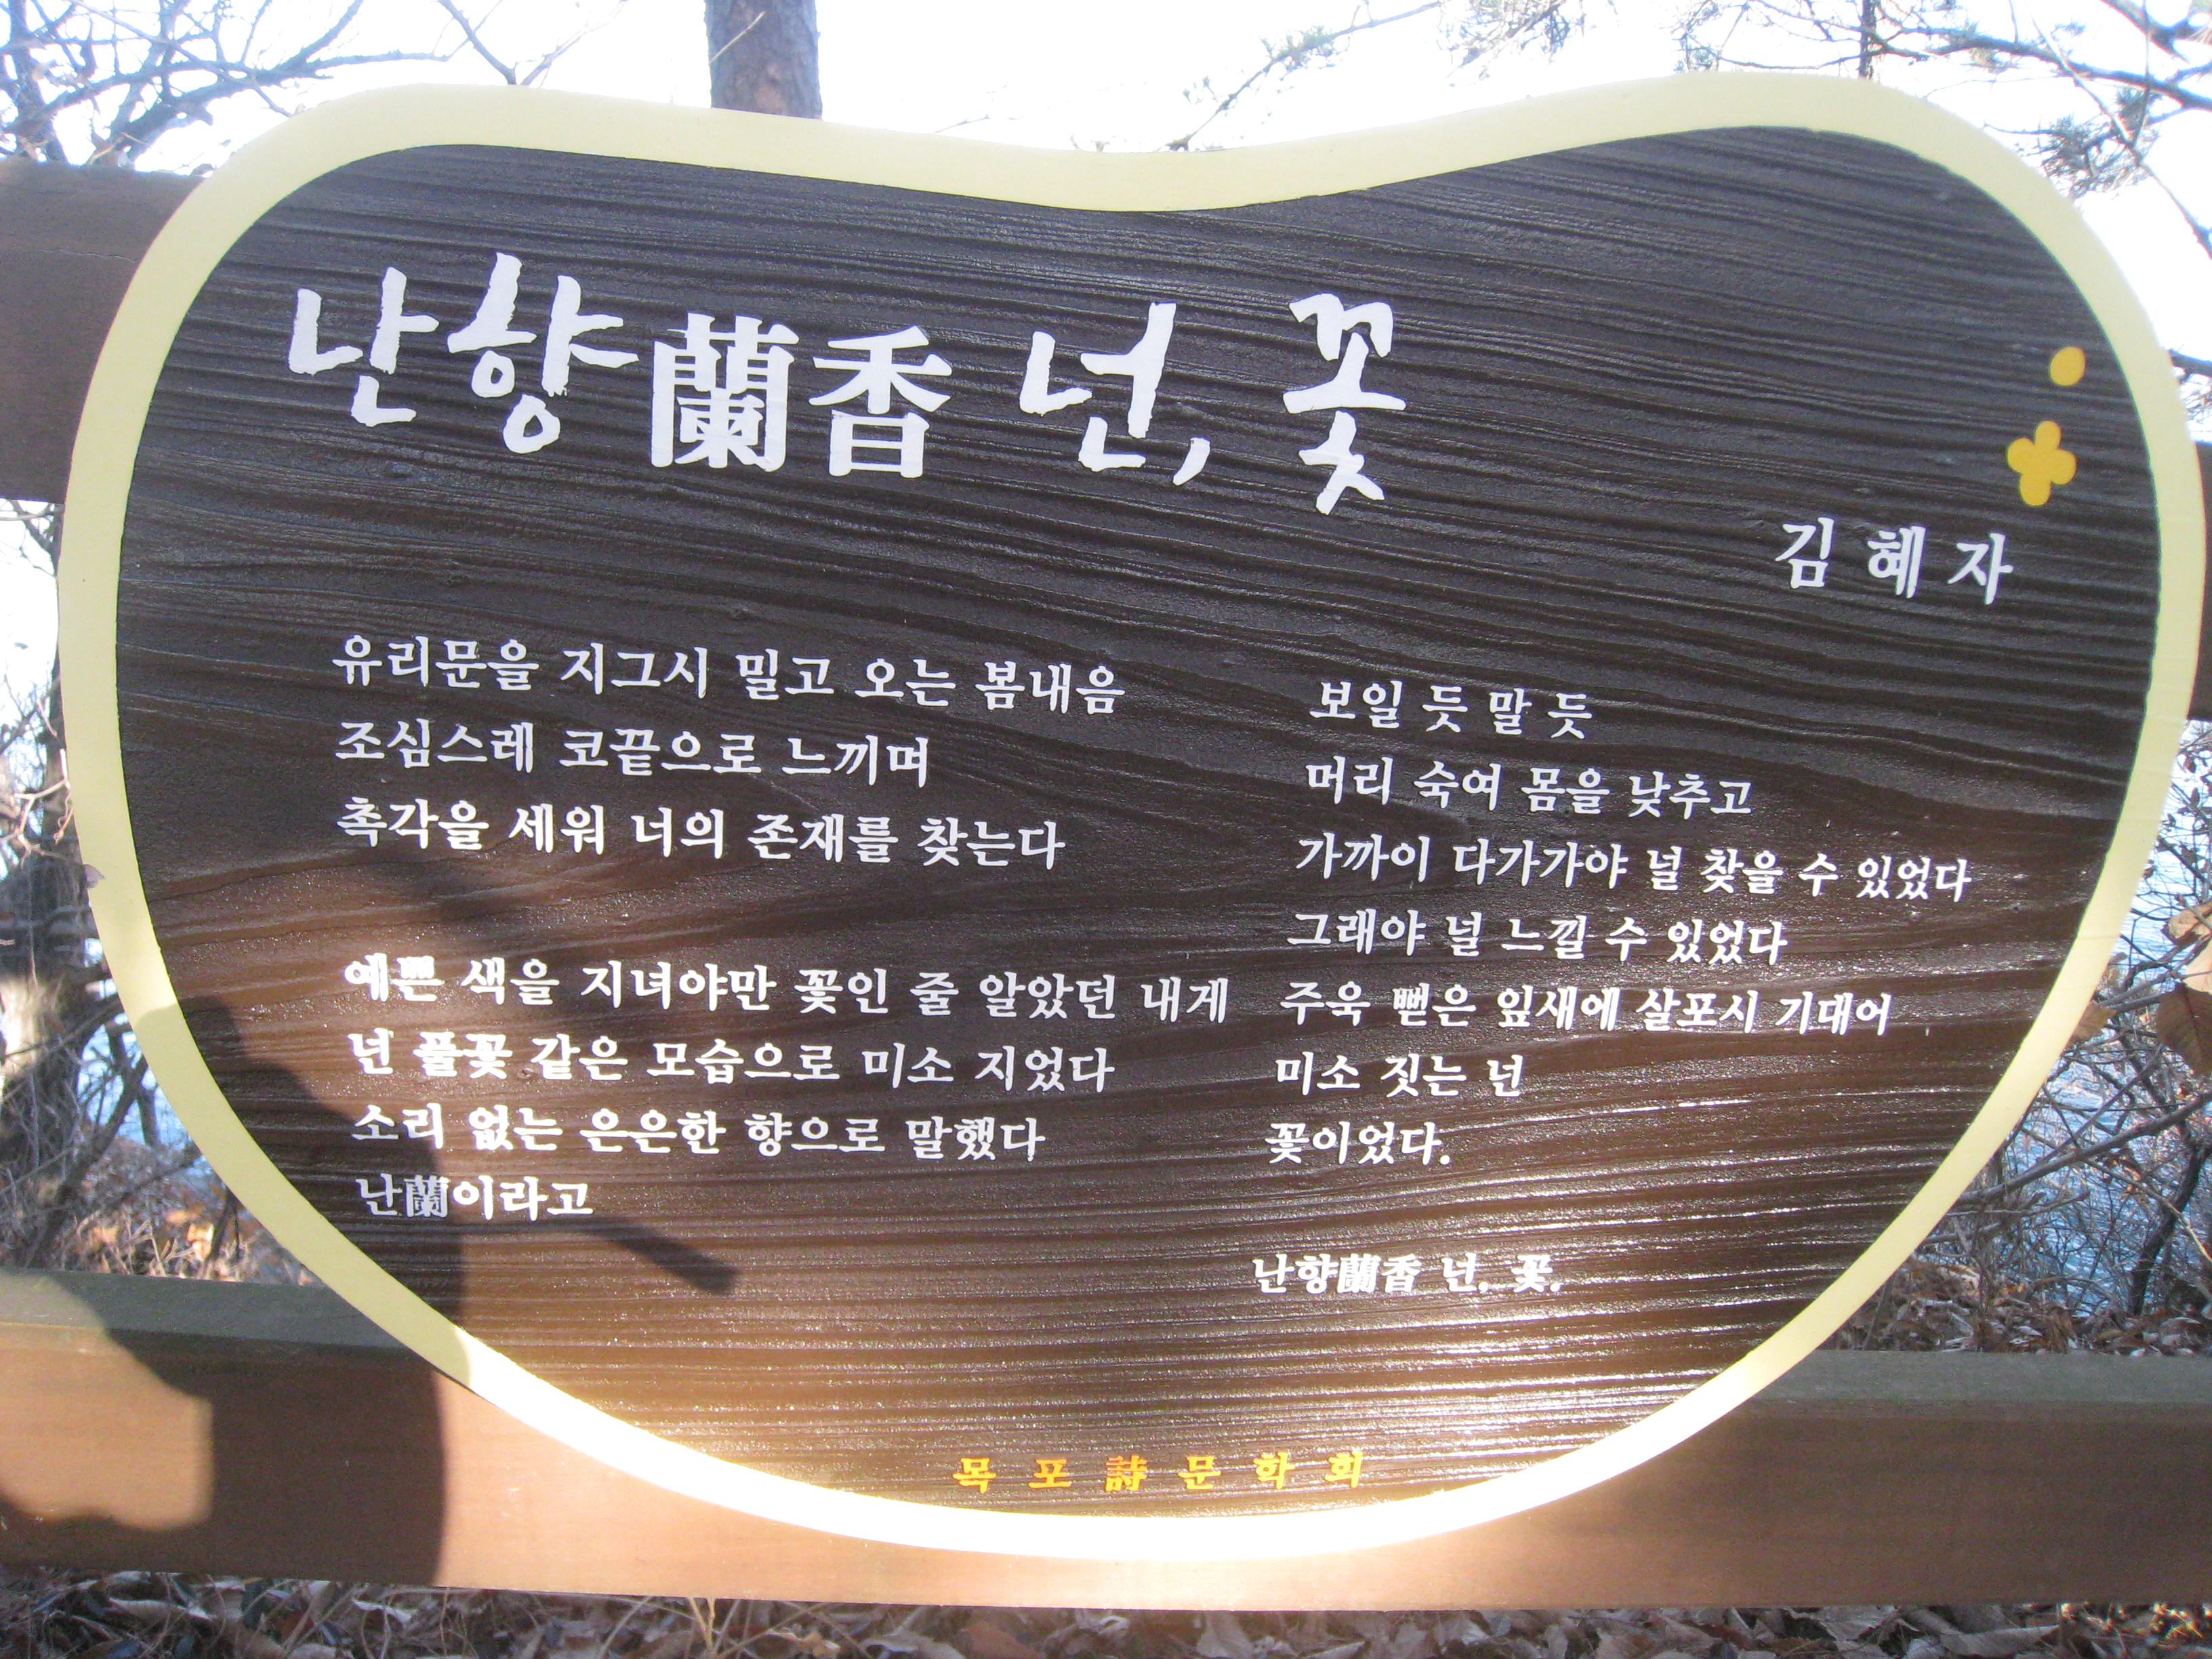 난향蘭香 넌, 꽃
김 혜 자
유리문을 지그시 밀고 오는 봄내음
조심스레 코끝으로 느끼며
촉각을 세워 너의 존재를 찾는다
예쁜 색을 지녀야만 꽃인 줄 알았던 내게
넌 풀꽃 같은 모습으로 미소 지었다
소리 없는 은은한 향으로 말했다
난蘭이라고
보일 듯 말 듯
머리 숙여 몸을 낮추고
가까이 다가가야 널 찾을 수 있었다
그래야 널 느낄 수 있었다
주욱 뻗은 잎새에 살포시 기대어
미소 짓는 넌
꽃이었다.
난향蘭香 넌, 꽃.
목 포 詩 문 학 회